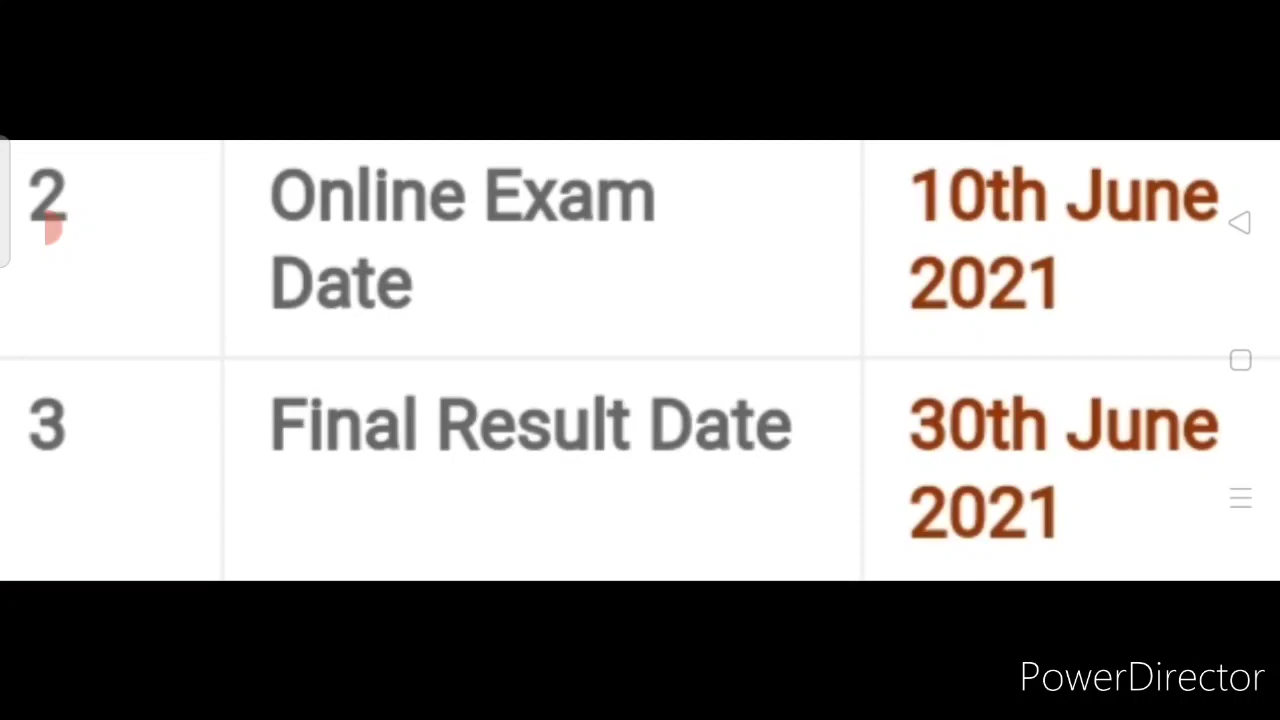 2 Online Exam 10th June
Date 2021
3 Final Result Date 30th June
2021
PowerDirector